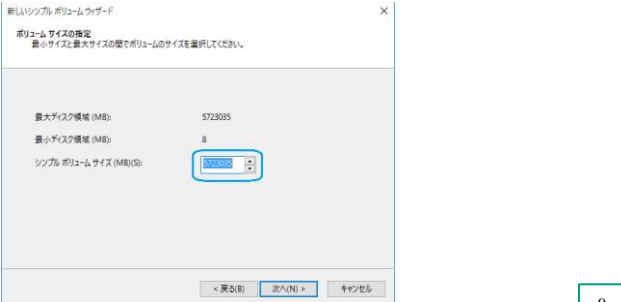 新しいシンプル ボリューム ウィザード
ボリューム サイズの指定
最小サイズと最大サイズの間でボリュームのサイズを選択してください。
最大ディスク領域 (MB): 5723035
最小ディスク領域 (MB): 8
シンプル ボリューム サイズ (MB)(S): 5723035
< 戻る(B) 次へ(N) > キャンセル